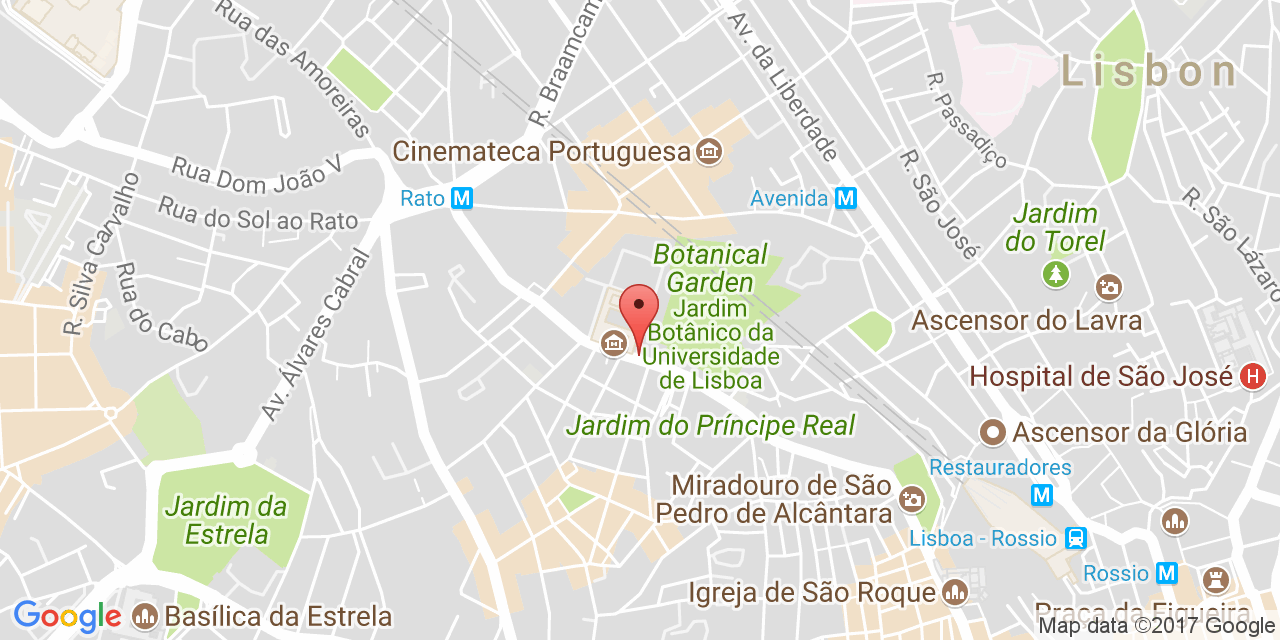 Rua das Amoreiras
R. Braamcam
Av. da Liberdade
Lisbon
R. Passadiço
Cinemateca Portuguesa
Rua Dom João V
R. São José
Rato M
Avenida M
R. São Lázaro
R. Silva Carvalho
Rua do Sol ao Rato
Jardim
do Torel
Botanical
Garden
Jardim
Botânico da
Universidade
de Lisboa
Rua do Cabo
Av. Álvares Cabral
Ascensor do Lavra
Hospital de São José H
Jardim do Príncipe Real
Ascensor da Glória
Restauradores
M
Miradouro de São
Pedro de Alcântara
Jardim da
Estrela
Lisboa - Rossio
Rossio M
Igreja de São Roque
Praça da Figueira
Google
Basílica da Estrela
Map data ©2017 Google